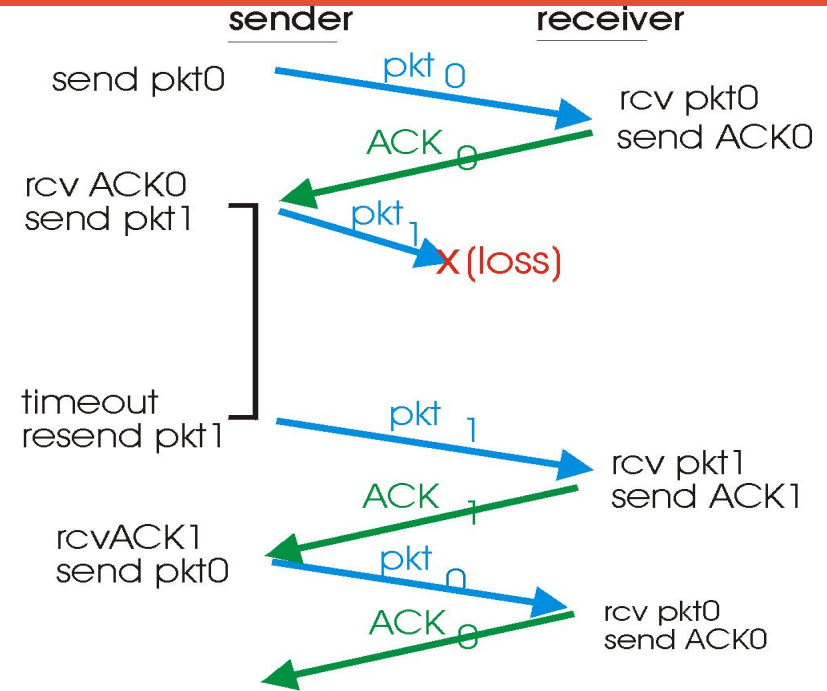 sender
receiver
send pkt0
pkt 0
rcv pkt0
send ACK0
ACK 0
rcv ACK0
send pkt1
pkt 1
X (loss)
timeout
resend pkt1
pkt 1
rcv pkt1
send ACK1
ACK 1
rcvACK1
send pkt0
pkt 0
rcv pkt0
send ACK0
ACK 0